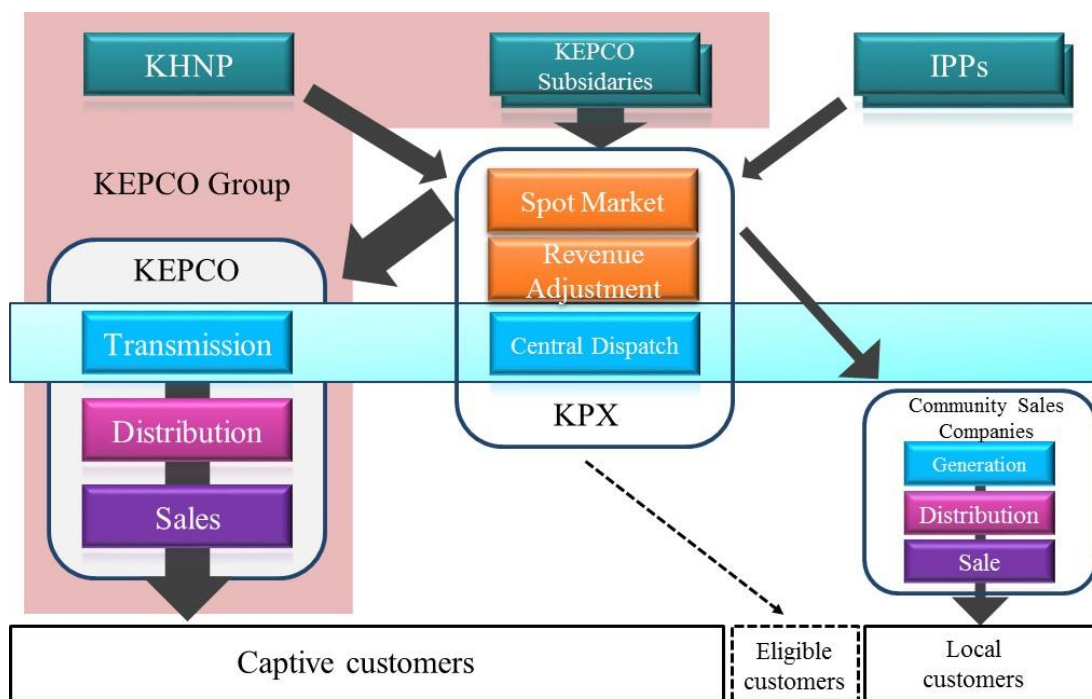 KHNP
KEPCO
Subsidaries
IPPs
KEPCO Group
Spot Market
Revenue
Adjustment
KEPCO
Transmission
Central Dispatch
KPX
Distribution
Sales
Community Sales
Companies
Generation
Distribution
Sale
Captive customers
Eligible
customers
Local
customers